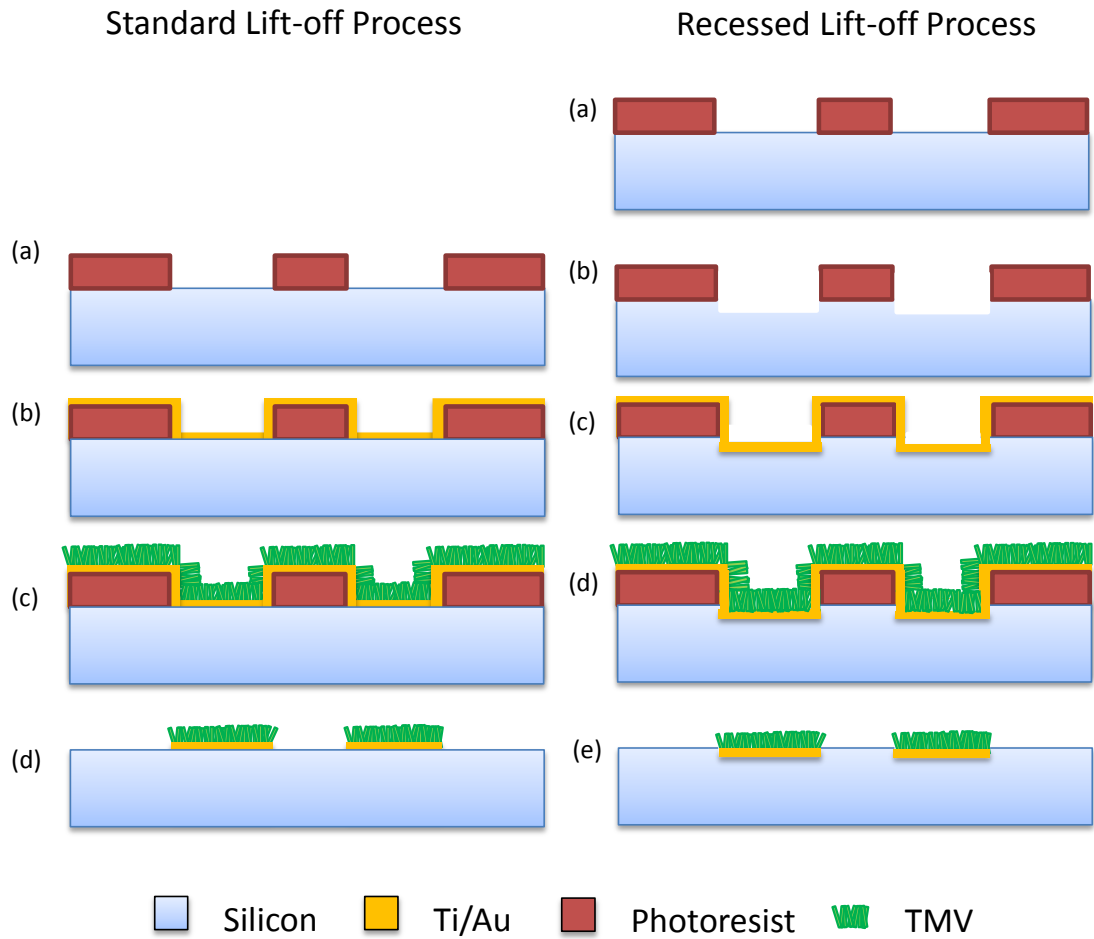 Standard Lift-off Process
Recessed Lift-off Process
(a)
(b)
(c)
(d)
(a)
(b)
(c)
(d)
(e)
Silicon
Ti/Au
Photoresist
TMV